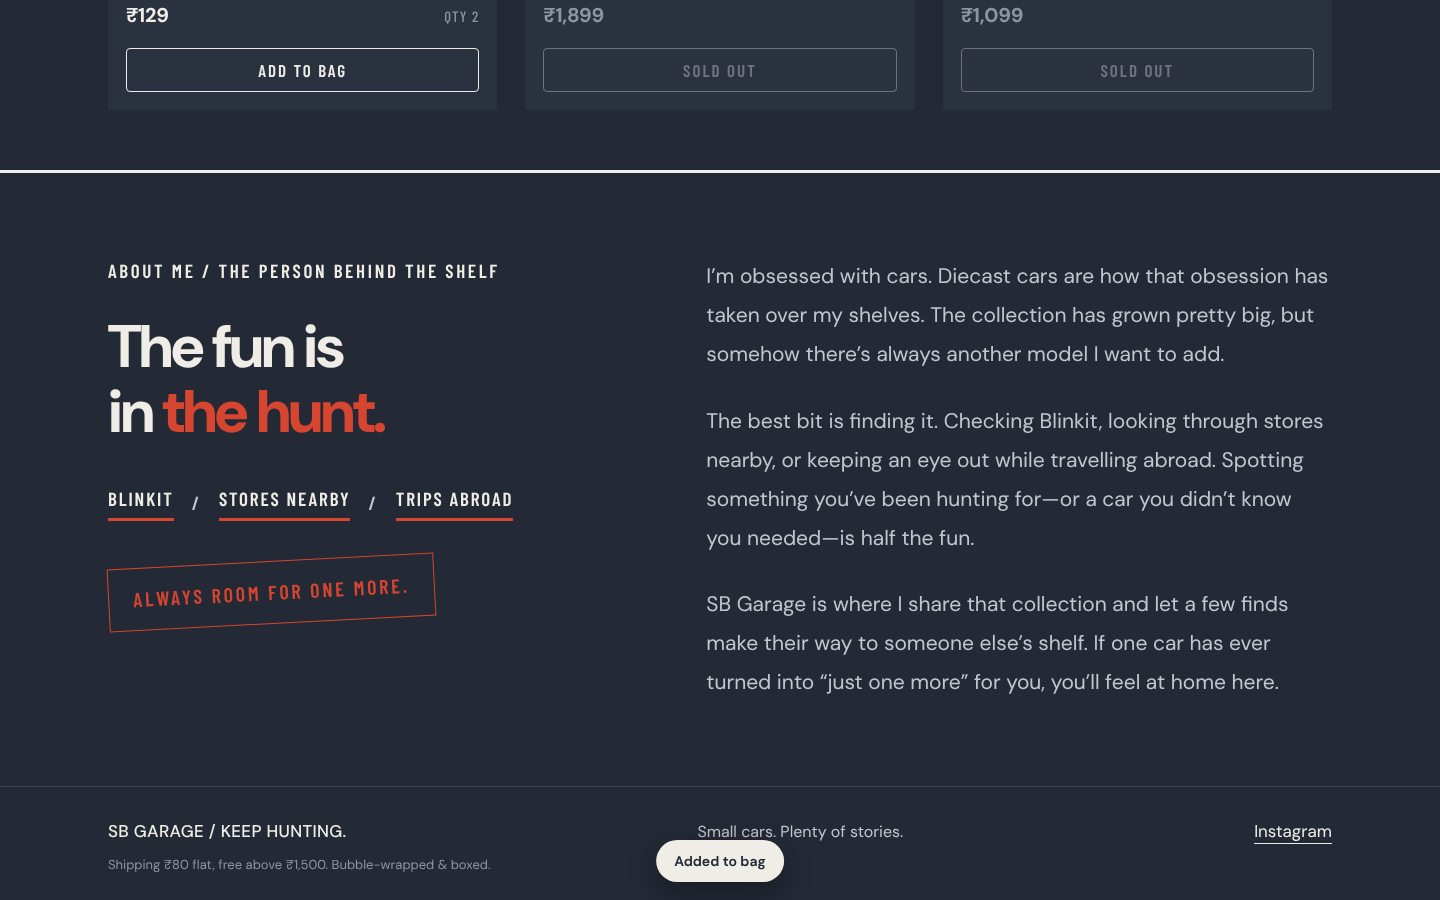 ₹129
QTY 2
ADD TO BAG
₹1,899
SOLD OUT
₹1,099
SOLD OUT
ABOUT ME / THE PERSON BEHIND THE SHELF
The fun is
in the hunt.
BLINKIT / STORES NEARBY / TRIPS ABROAD
ALWAYS ROOM FOR ONE MORE.
I’m obsessed with cars. Diecast cars are how that obsession has
taken over my shelves. The collection has grown pretty big, but
somehow there’s always another model I want to add.
The best bit is finding it. Checking Blinkit, looking through stores
nearby, or keeping an eye out while travelling abroad. Spotting
something you’ve been hunting for—or a car you didn’t know
you needed—is half the fun.
SB Garage is where I share that collection and let a few finds
make their way to someone else’s shelf. If one car has ever
turned into “just one more” for you, you’ll feel at home here.
SB GARAGE / KEEP HUNTING.
Shipping ₹80 flat, free above ₹1,500. Bubble-wrapped & boxed.
Small cars. Plenty of stories.
Added to bag
Instagram